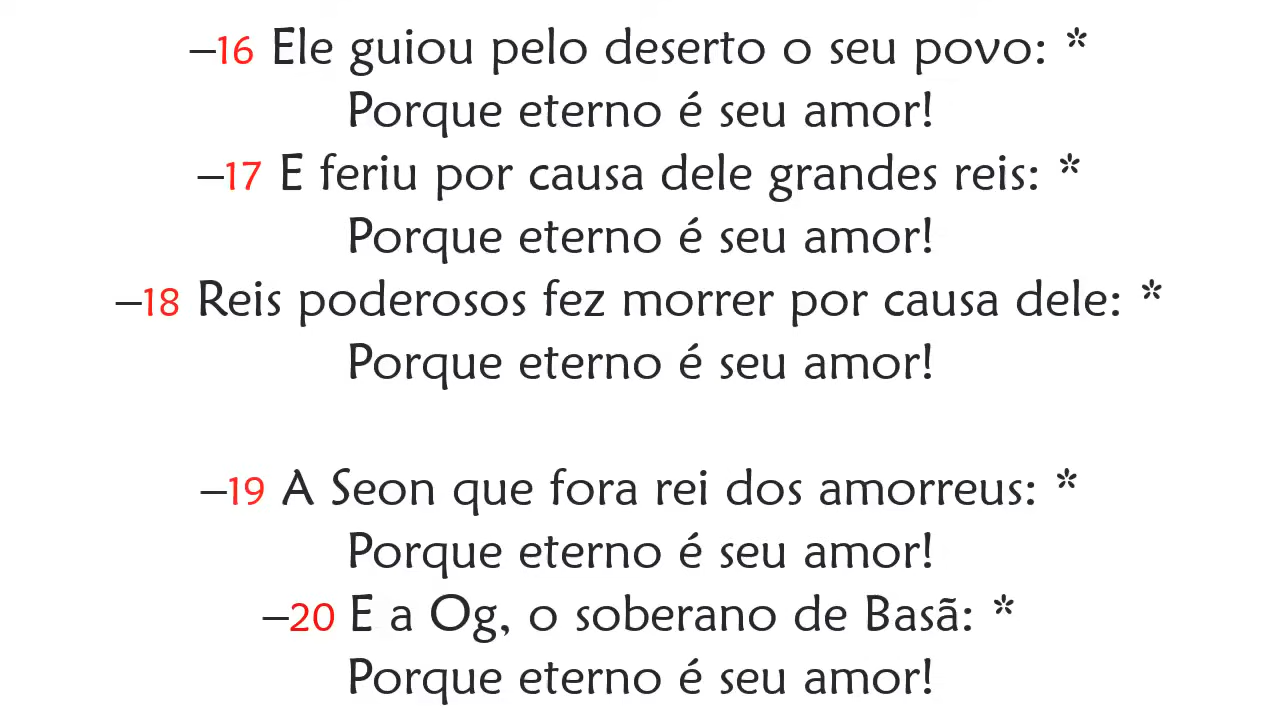 –16 Ele guiou pelo deserto o seu povo: *
Porque eterno é seu amor!
–17 E feriu por causa dele grandes reis: *
Porque eterno é seu amor!
–18 Reis poderosos fez morrer por causa dele: *
Porque eterno é seu amor!
–19 A Seon que fora rei dos amorreus: *
Porque eterno é seu amor!
–20 E a Og, o soberano de Basã: *
Porque eterno é seu amor!